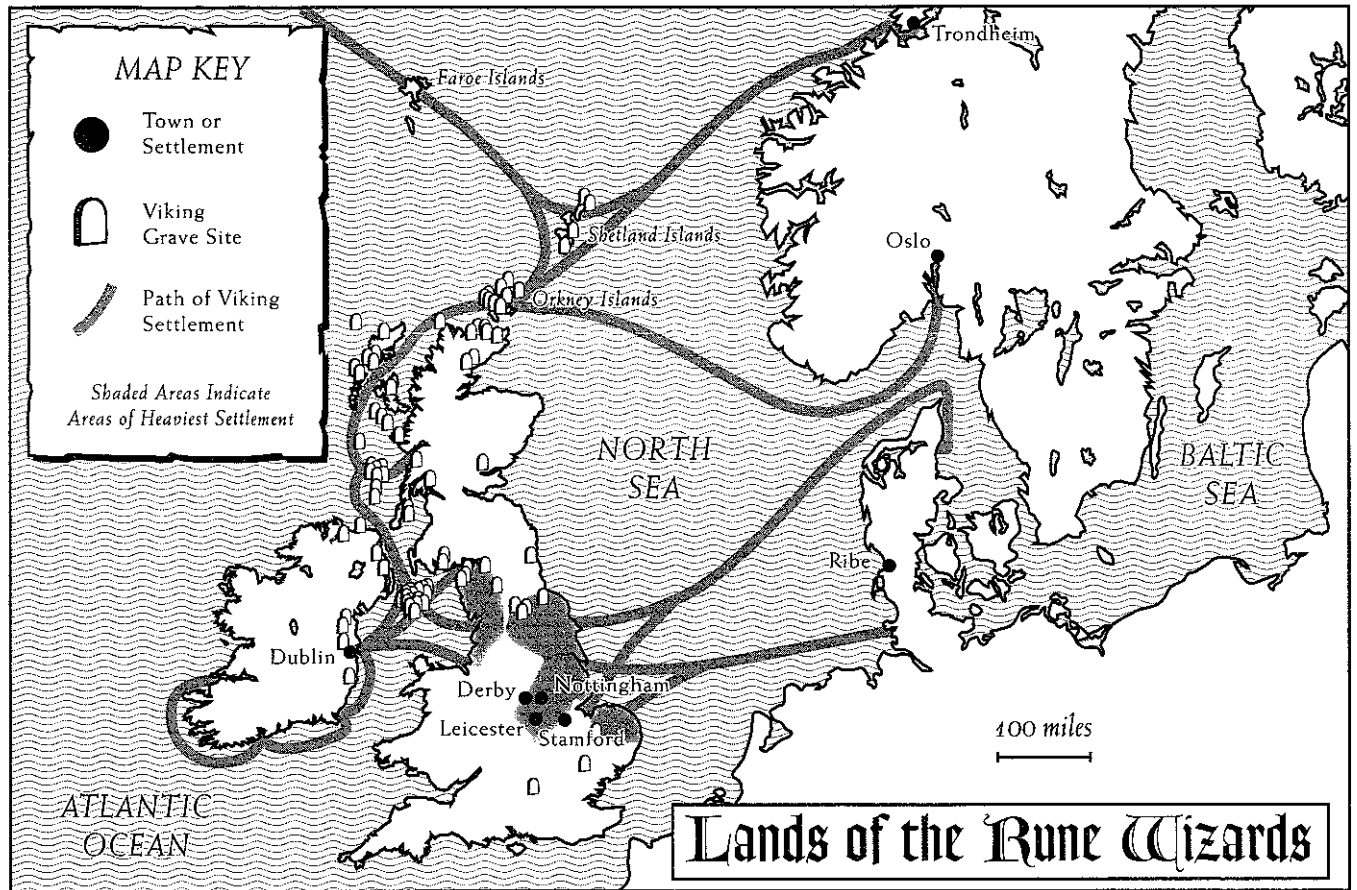 MAP KEY
Town or
Settlement
Viking
Grave Site
Path of Viking
Settlement
Shaded Areas Indicate
Areas of Heaviest Settlement
Trondheim
Faroe Islands
Shetland Islands
Oslo
Orkney Islands
NORTH
SEA
BALTIC
SEA
Ribe
Dublin
Derby
Nottingham
Leicester
Stamford
100 miles
ATLANTIC
OCEAN
Lands of the Rune Wizards